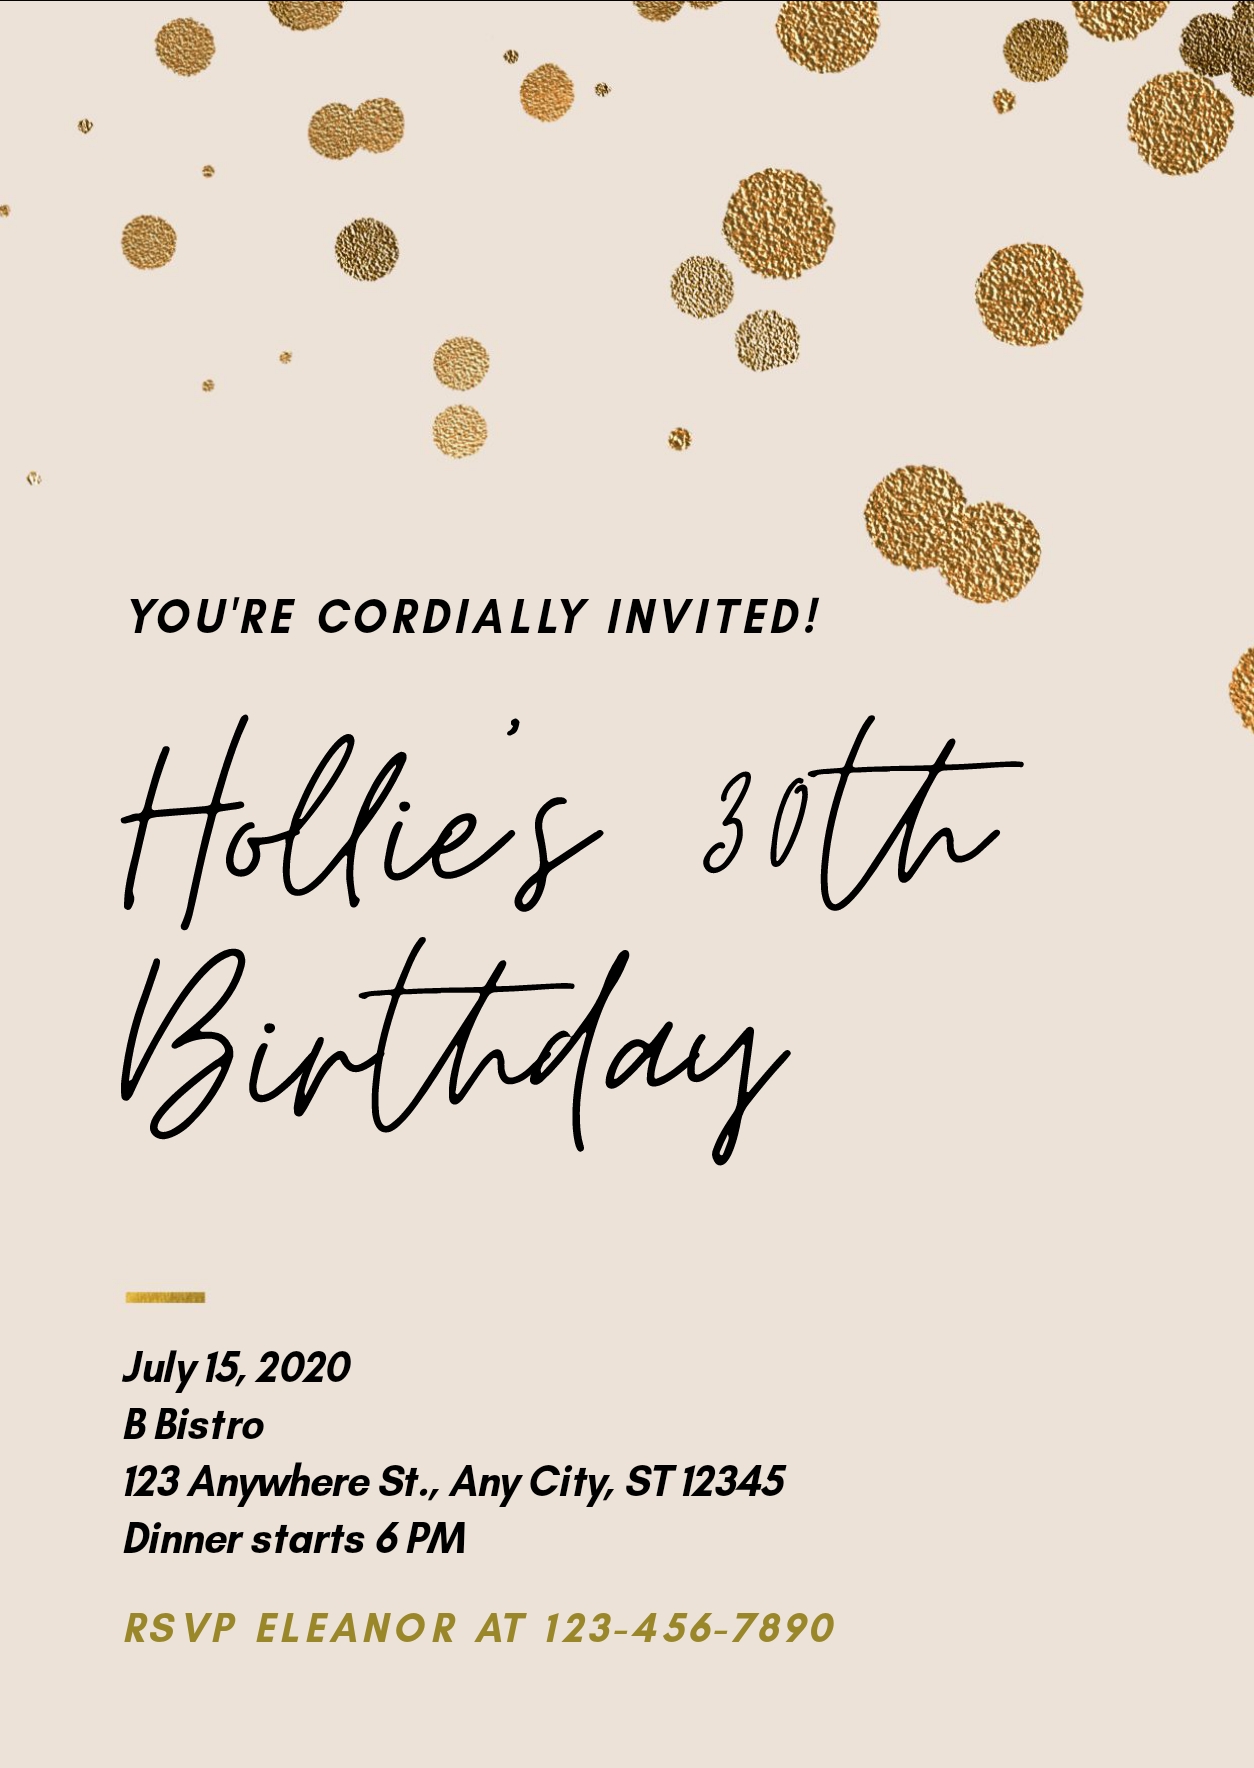 YOU'RE CORDIALLY INVITED!
Hollie's 30th
Birthday
July 15, 2020
B Bistro
123 Anywhere St., Any City, ST 12345
Dinner starts 6 PM
RSVP ELEANOR AT 123-456-7890